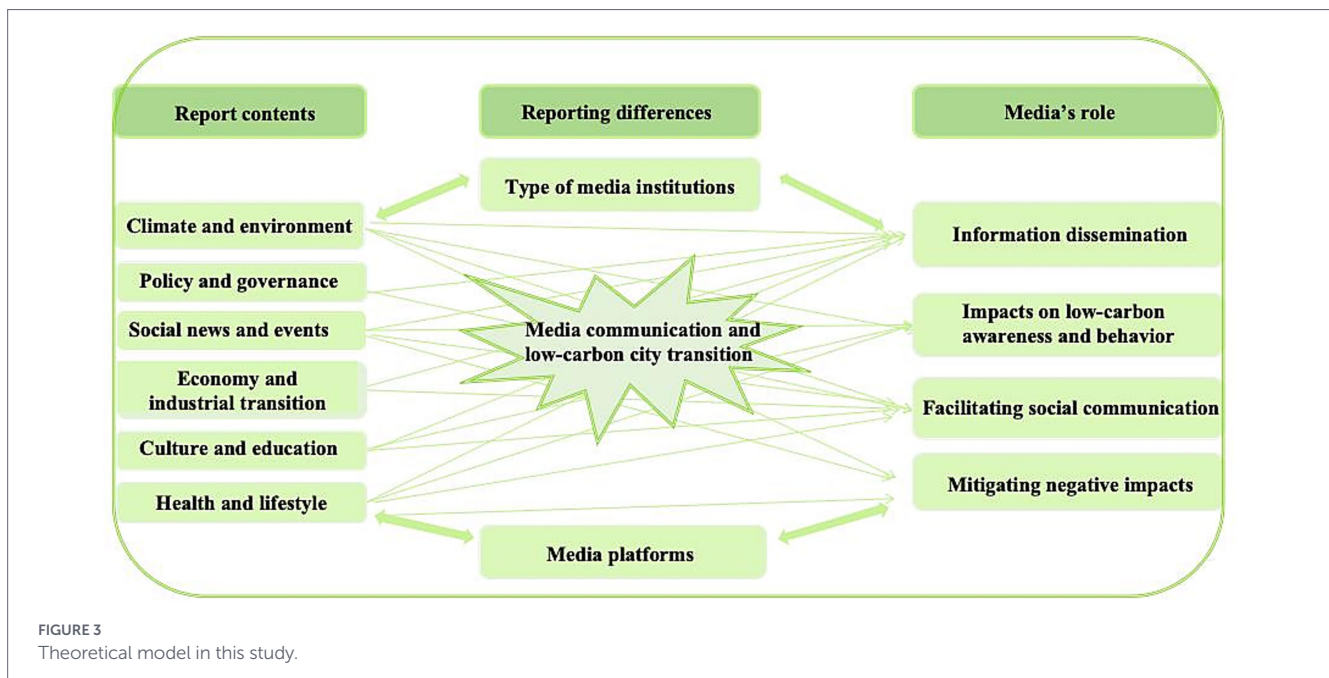 Report contents
Reporting differences
Media's role
Type of media institutions
Climate and environment
Information dissemination
Policy and governance
Impacts on low-carbon
awareness and behavior
Social news and events
Media communication and
low-carbon city transition
Economy and
industrial transition
Facilitating social communication
Culture and education
Mitigating negative impacts
Health and lifestyle
Media platforms
FIGURE 3
Theoretical model in this study.